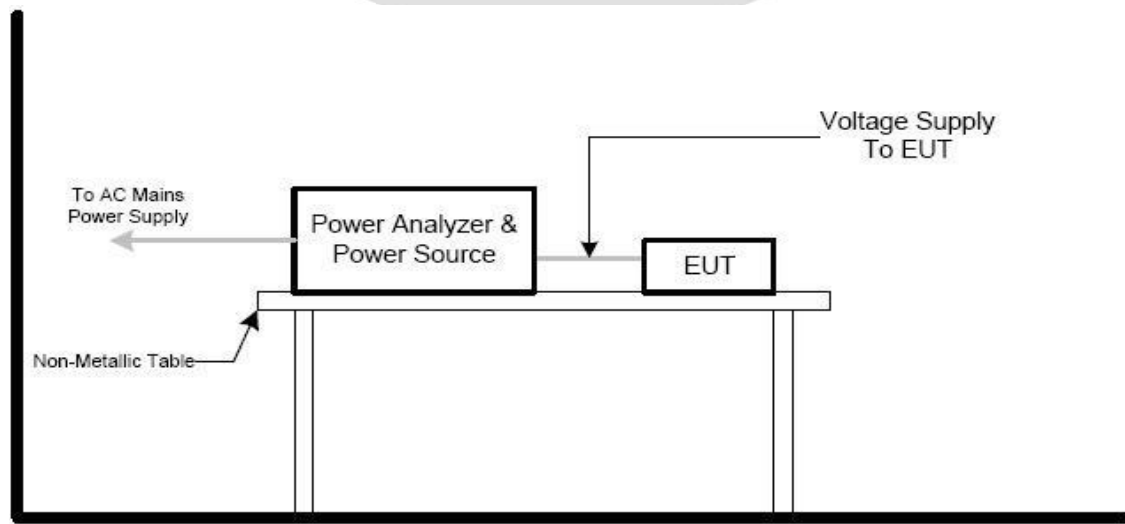 Voltage Supply
To EUT
To AC Mains
Power Supply
Power Analyzer &
Power Source
EUT
Non-Metallic Table